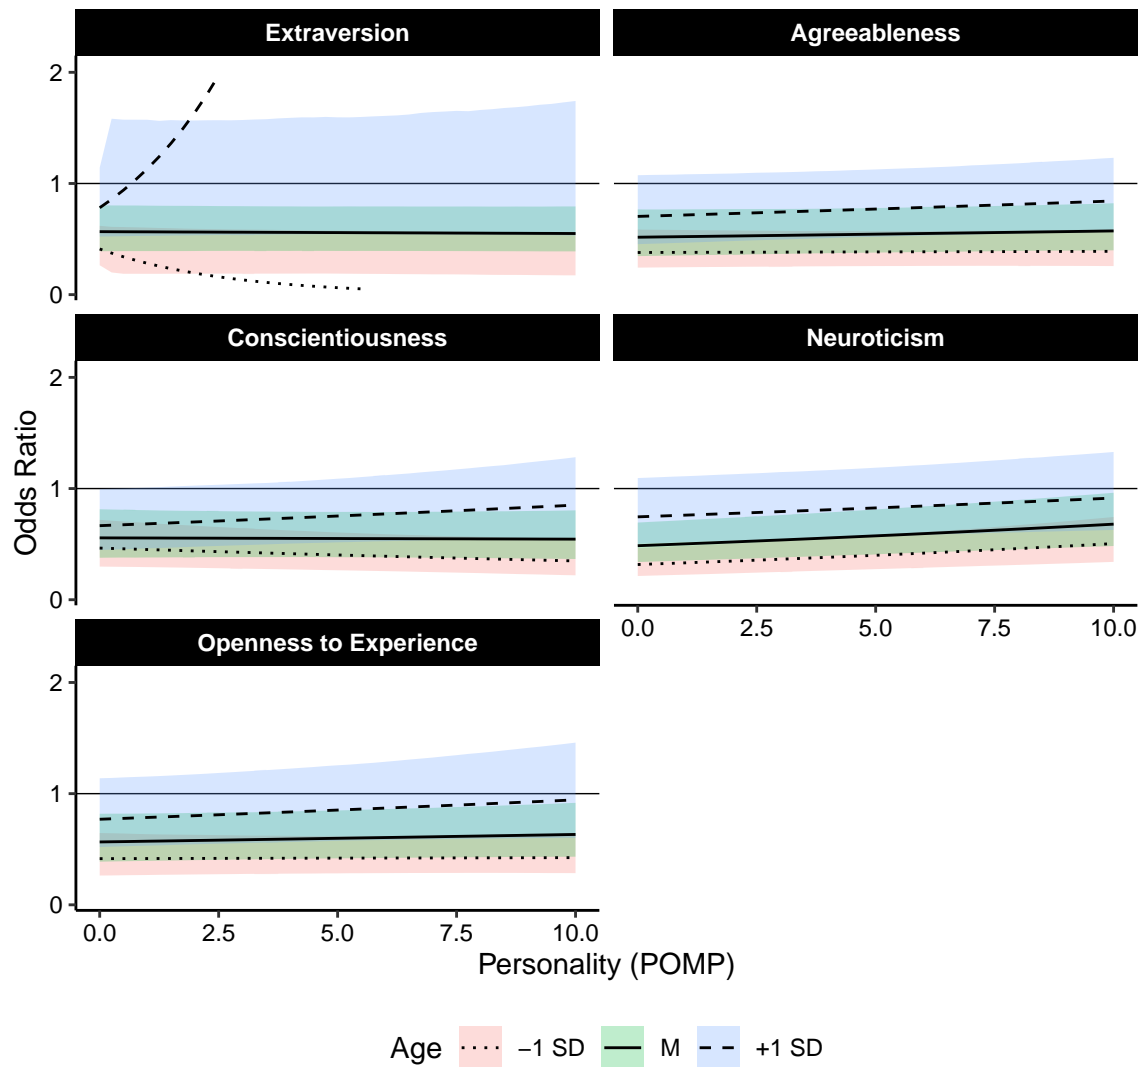 Extraversion
Agreeableness
2
1
0
Conscientiousness
Neuroticism
2
1
0
0.0 2.5 5.0 7.5 10.0
Openness to Experience
2
1
0
0.0 2.5 5.0 7.5 10.0
Odds Ratio
Personality (POMP)
Age −1 SD M +1 SD